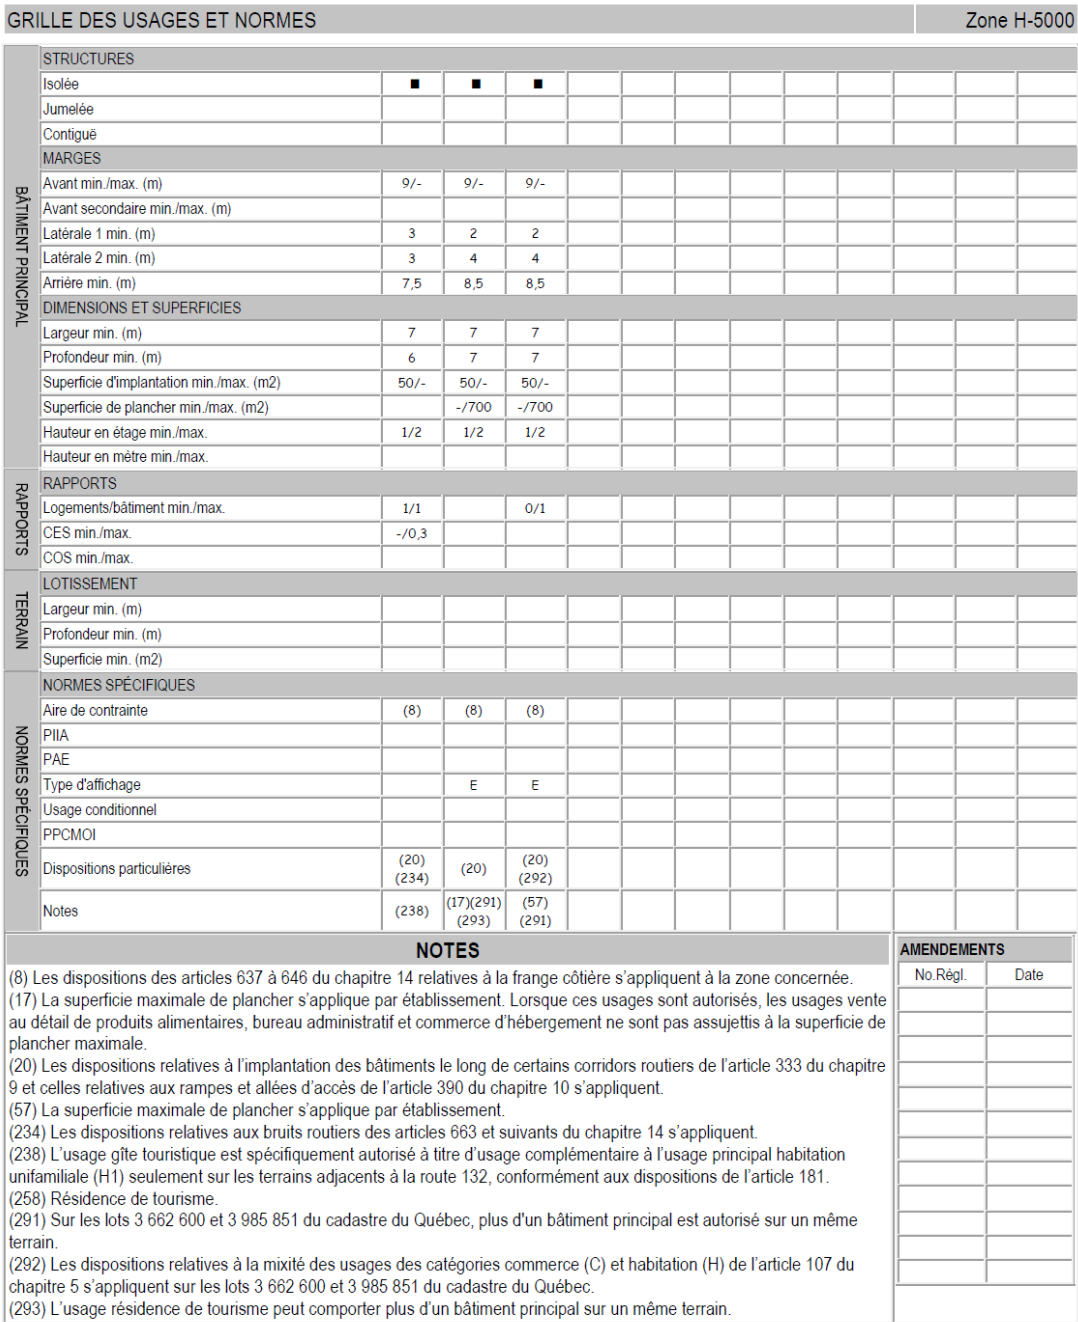 GRILLE DES USAGES ET NORMES Zone H-5000
BÂTIMENT PRINCIPAL
STRUCTURES
Isolée ■ ■ ■
Jumelée
Contiguë
MARGES
Avant min./max. (m) 9/- 9/- 9/-
Avant secondaire min./max. (m)
Latérale 1 min. (m) 3 2 2
Latérale 2 min. (m) 3 4 4
Arrière min. (m) 7,5 8,5 8,5
DIMENSIONS ET SUPERFICIES
Largeur min. (m) 7 7 7
Profondeur min. (m) 6 7 7
Superficie d'implantation min./max. (m2) 50/- 50/- 50/-
Superficie de plancher min./max. (m2) -/700 -/700
Hauteur en étage min./max. 1/2 1/2 1/2
Hauteur en mètre min./max.
RAPPORTS
RAPPORTS
Logements/bâtiment min./max. 1/1 0/1
CES min./max. -/0,3
COS min./max.
TERRAIN
LOTISSEMENT
Largeur min. (m)
Profondeur min. (m)
Superficie min. (m2)
NORMES SPÉCIFIQUES
NORMES SPÉCIFIQUES
Aire de contrainte (8) (8) (8)
PIIA
PAE
Type d'affichage E E
Usage conditionnel
PPCMOI
Dispositions particulières (20) (234) (20) (20) (292)
Notes (238) (17)(291) (293) (57) (291)
NOTES
(8) Les dispositions des articles 637 à 646 du chapitre 14 relatives à la frange côtière s'appliquent à la zone concernée.
(17) La superficie maximale de plancher s'applique par établissement. Lorsque ces usages sont autorisés, les usages vente
au détail de produits alimentaires, bureau administratif et commerce d'hébergement ne sont pas assujettis à la superficie de
plancher maximale.
(20) Les dispositions relatives à l'implantation des bâtiments le long de certains corridors routiers de l'article 333 du chapitre
9 et celles relatives aux rampes et allées d'accès de l'article 390 du chapitre 10 s'appliquent.
(57) La superficie maximale de plancher s'applique par établissement.
(234) Les dispositions relatives aux bruits routiers des articles 663 et suivants du chapitre 14 s'appliquent.
(238) L'usage gîte touristique est spécifiquement autorisé à titre d'usage complémentaire à l'usage principal habitation
unifamiliale (H1) seulement sur les terrains adjacents à la route 132, conformément aux dispositions de l'article 181.
(258) Résidence de tourisme.
(291) Sur les lots 3 662 600 et 3 985 851 du cadastre du Québec, plus d'un bâtiment principal est autorisé sur un même
terrain.
(292) Les dispositions relatives à la mixité des usages des catégories commerce (C) et habitation (H) de l'article 107 du
chapitre 5 s'appliquent sur les lots 3 662 600 et 3 985 851 du cadastre du Québec.
(293) L'usage résidence de tourisme peut comporter plus d'un bâtiment principal sur un même terrain.
AMENDEMENTS
No.Règl. Date